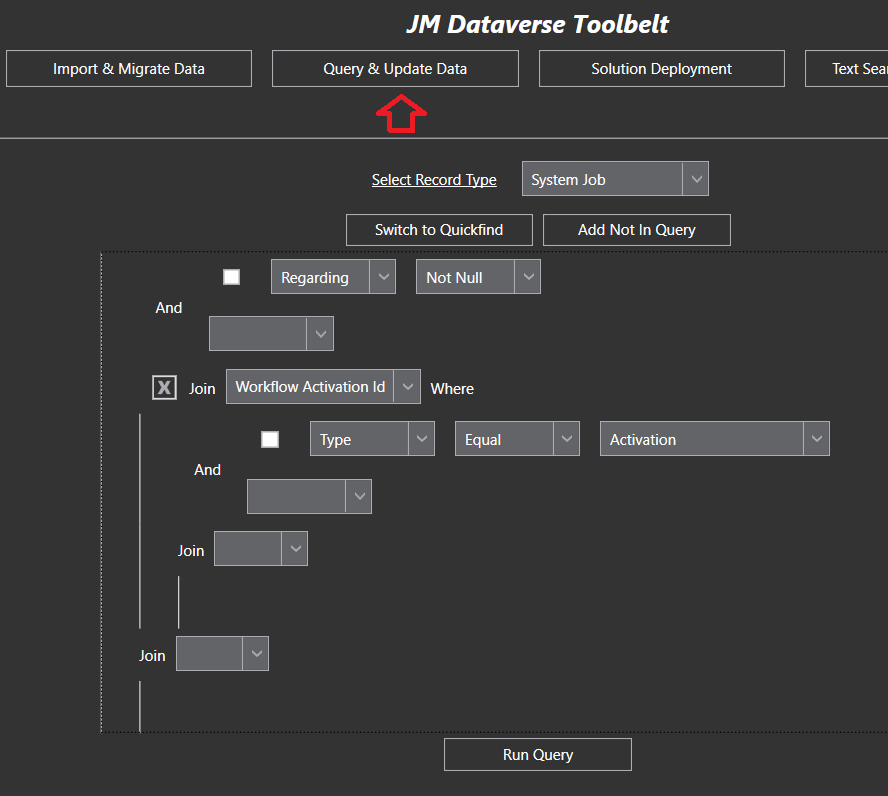 JM Dataverse Toolbelt
Import & Migrate Data Query & Update Data Solution Deployment Text Sea
Select Record Type System Job
Switch to Quickfind Add Not In Query
Regarding Not Null
And
X Join Workflow Activation Id Where
Type Equal Activation
And
Join
Join
Run Query